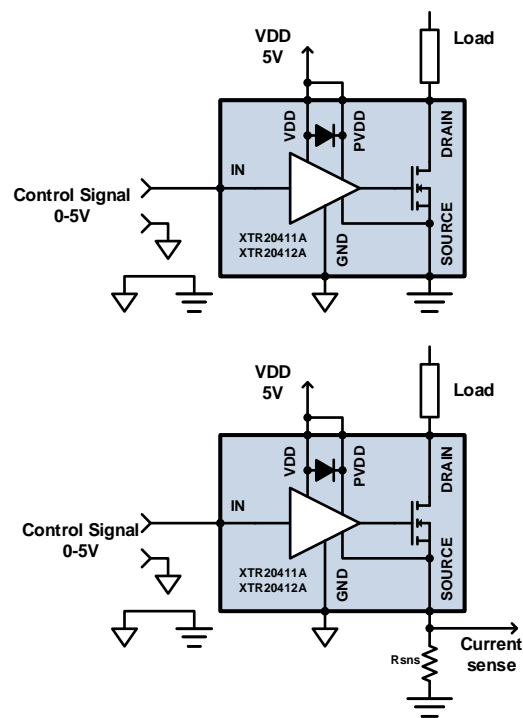 VDD
5V
Load
VDD
PVDD
DRAIN
IN
Control Signal
0-5V
XTR20411A
XTR20412A
GND
SOURCE
VDD
5V
Load
VDD
PVDD
DRAIN
IN
Control Signal
0-5V
XTR20411A
XTR20412A
GND
SOURCE
Rsns
Current
sense